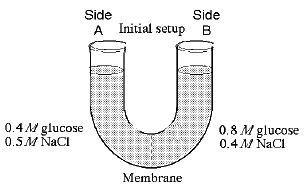 Side Side
A Initial setup B
0.4 M glucose 0.8 M glucose
0.5 M NaCl 0.4 M NaCl
Membrane